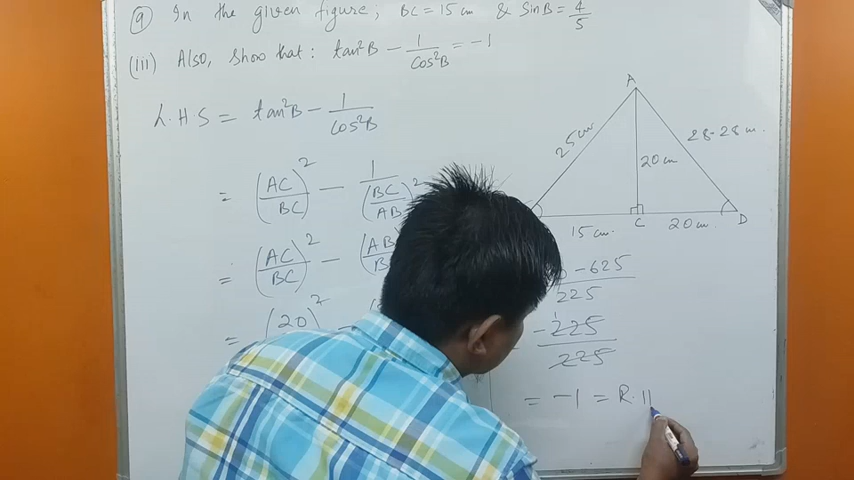 9 In the given figure; BC = 15 cm & Sin B = 4/5
(III) Also, Show that: tan²B - 1/Cos²B = -1
L.H.S = tan²B - 1/Cos²B
= (AC/BC)² - 1/(BC/AB)²
= (AC/BC)² - (AB
= (20)² -
A
25 cm
28.28 cm.
20 cm
15 cm.
C
20 cm.
D
- 625
225
-225/225
= -1 = R.H